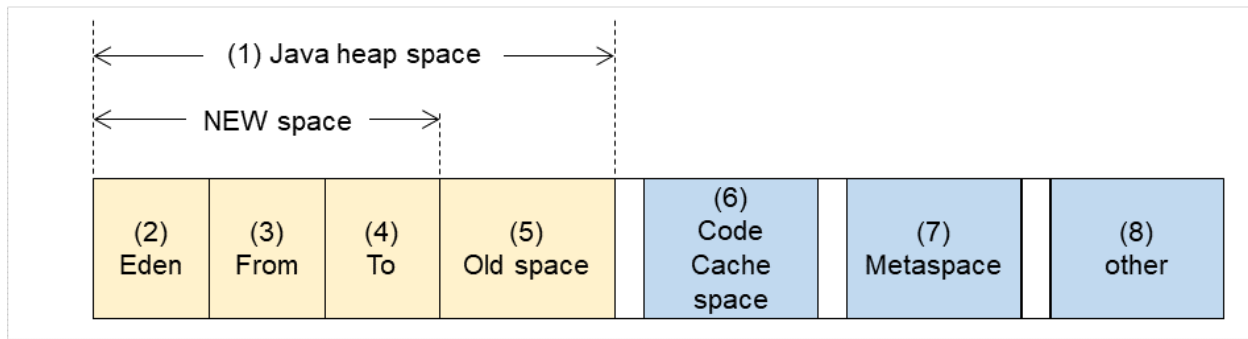 (1) Java heap space
NEW space
(2)
Eden
(3)
From
(4)
To
(5)
Old space
(6)
Code
Cache
space
(7)
Metaspace
(8)
other